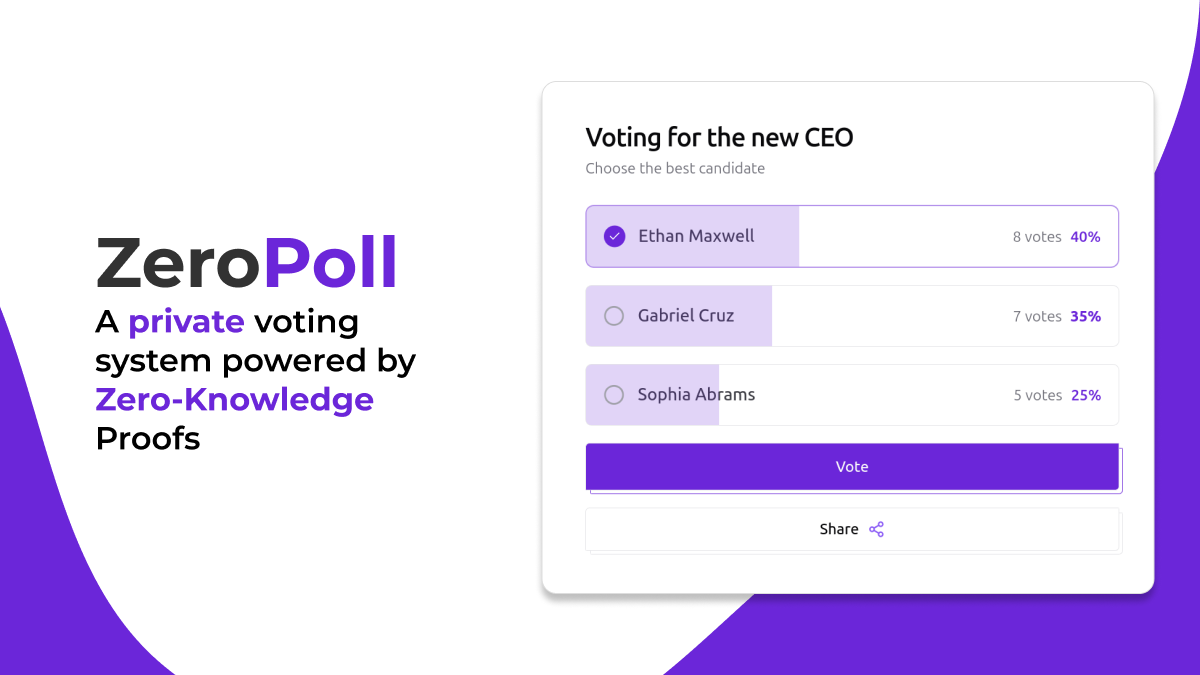 ZeroPoll
A private voting
system powered by
Zero-Knowledge
Proofs
Voting for the new CEO
Choose the best candidate
Ethan Maxwell 8 votes 40%
Gabriel Cruz 7 votes 35%
Sophia Abrams 5 votes 25%
Vote
Share